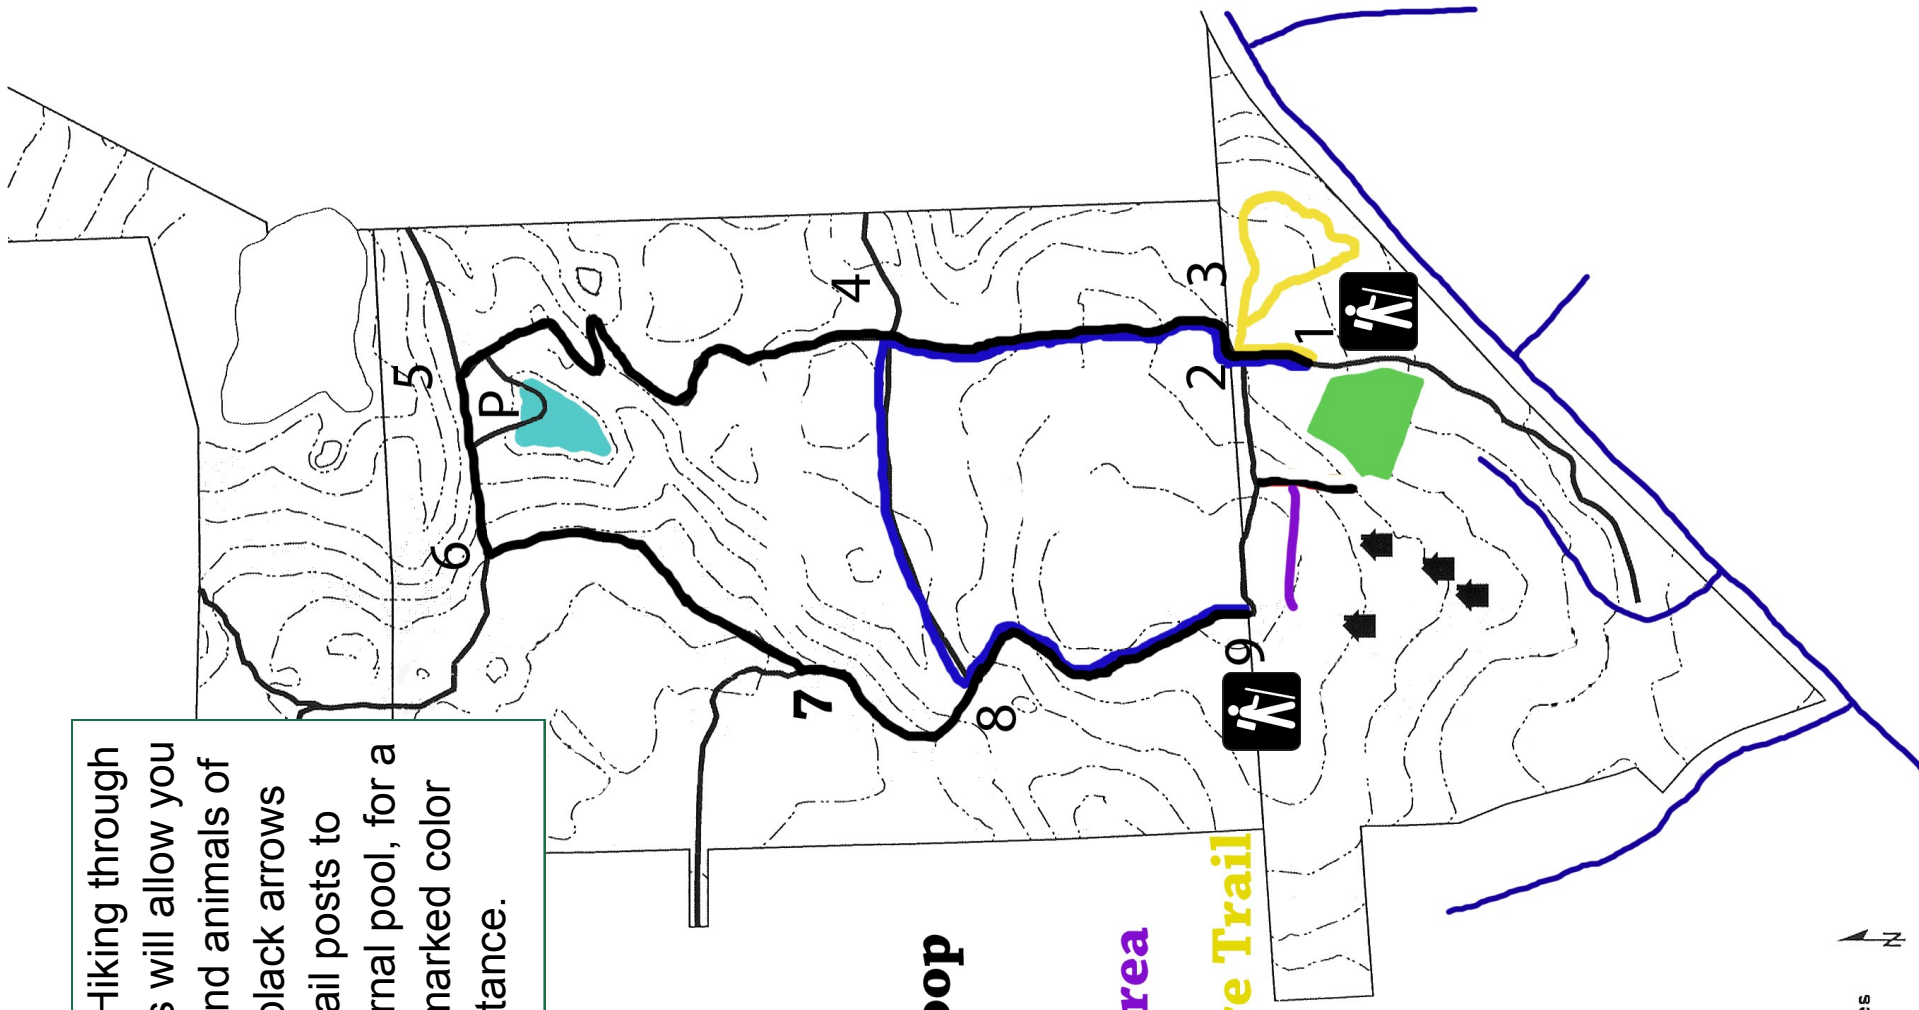 Hiking through
s will allow you
nd animals of
black arrows
ail posts to
rnal pool, for a
marked color
tance.
oop
rea
e Trail
es
N
1
2
3
4
5
P
6
7
8
9